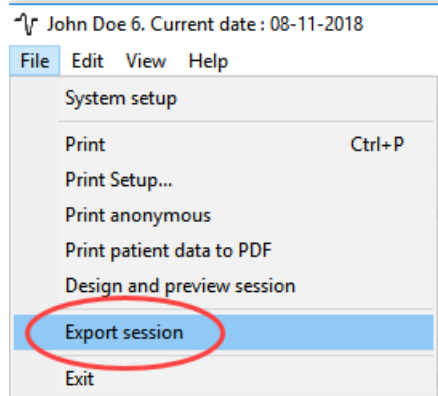 John Doe 6. Current date : 08-11-2018
File Edit View Help
System setup
Print Ctrl+P
Print Setup...
Print anonymous
Print patient data to PDF
Design and preview session
Export session
Exit